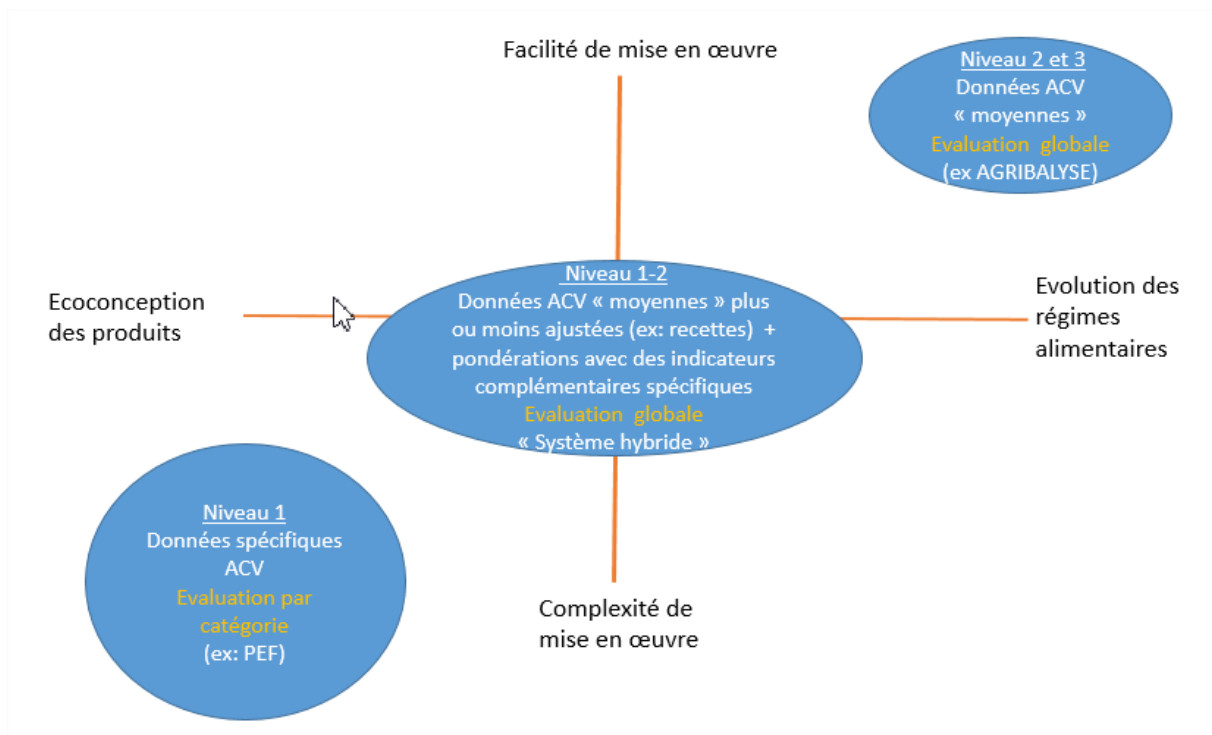 Facilité de mise en œuvre
Niveau 2 et 3
Données ACV
« moyennes »
Evaluation globale
(ex AGRIBALYSE)
Ecoconception
des produits
Niveau 1-2
Données ACV « moyennes » plus
ou moins ajustées (ex: recettes) +
pondérations avec des indicateurs
complémentaires spécifiques
Evaluation globale
« Système hybride »
Evolution des
régimes
alimentaires
Niveau 1
Données spécifiques
ACV
Evaluation par
catégorie
(ex: PEF)
Complexité de
mise en œuvre